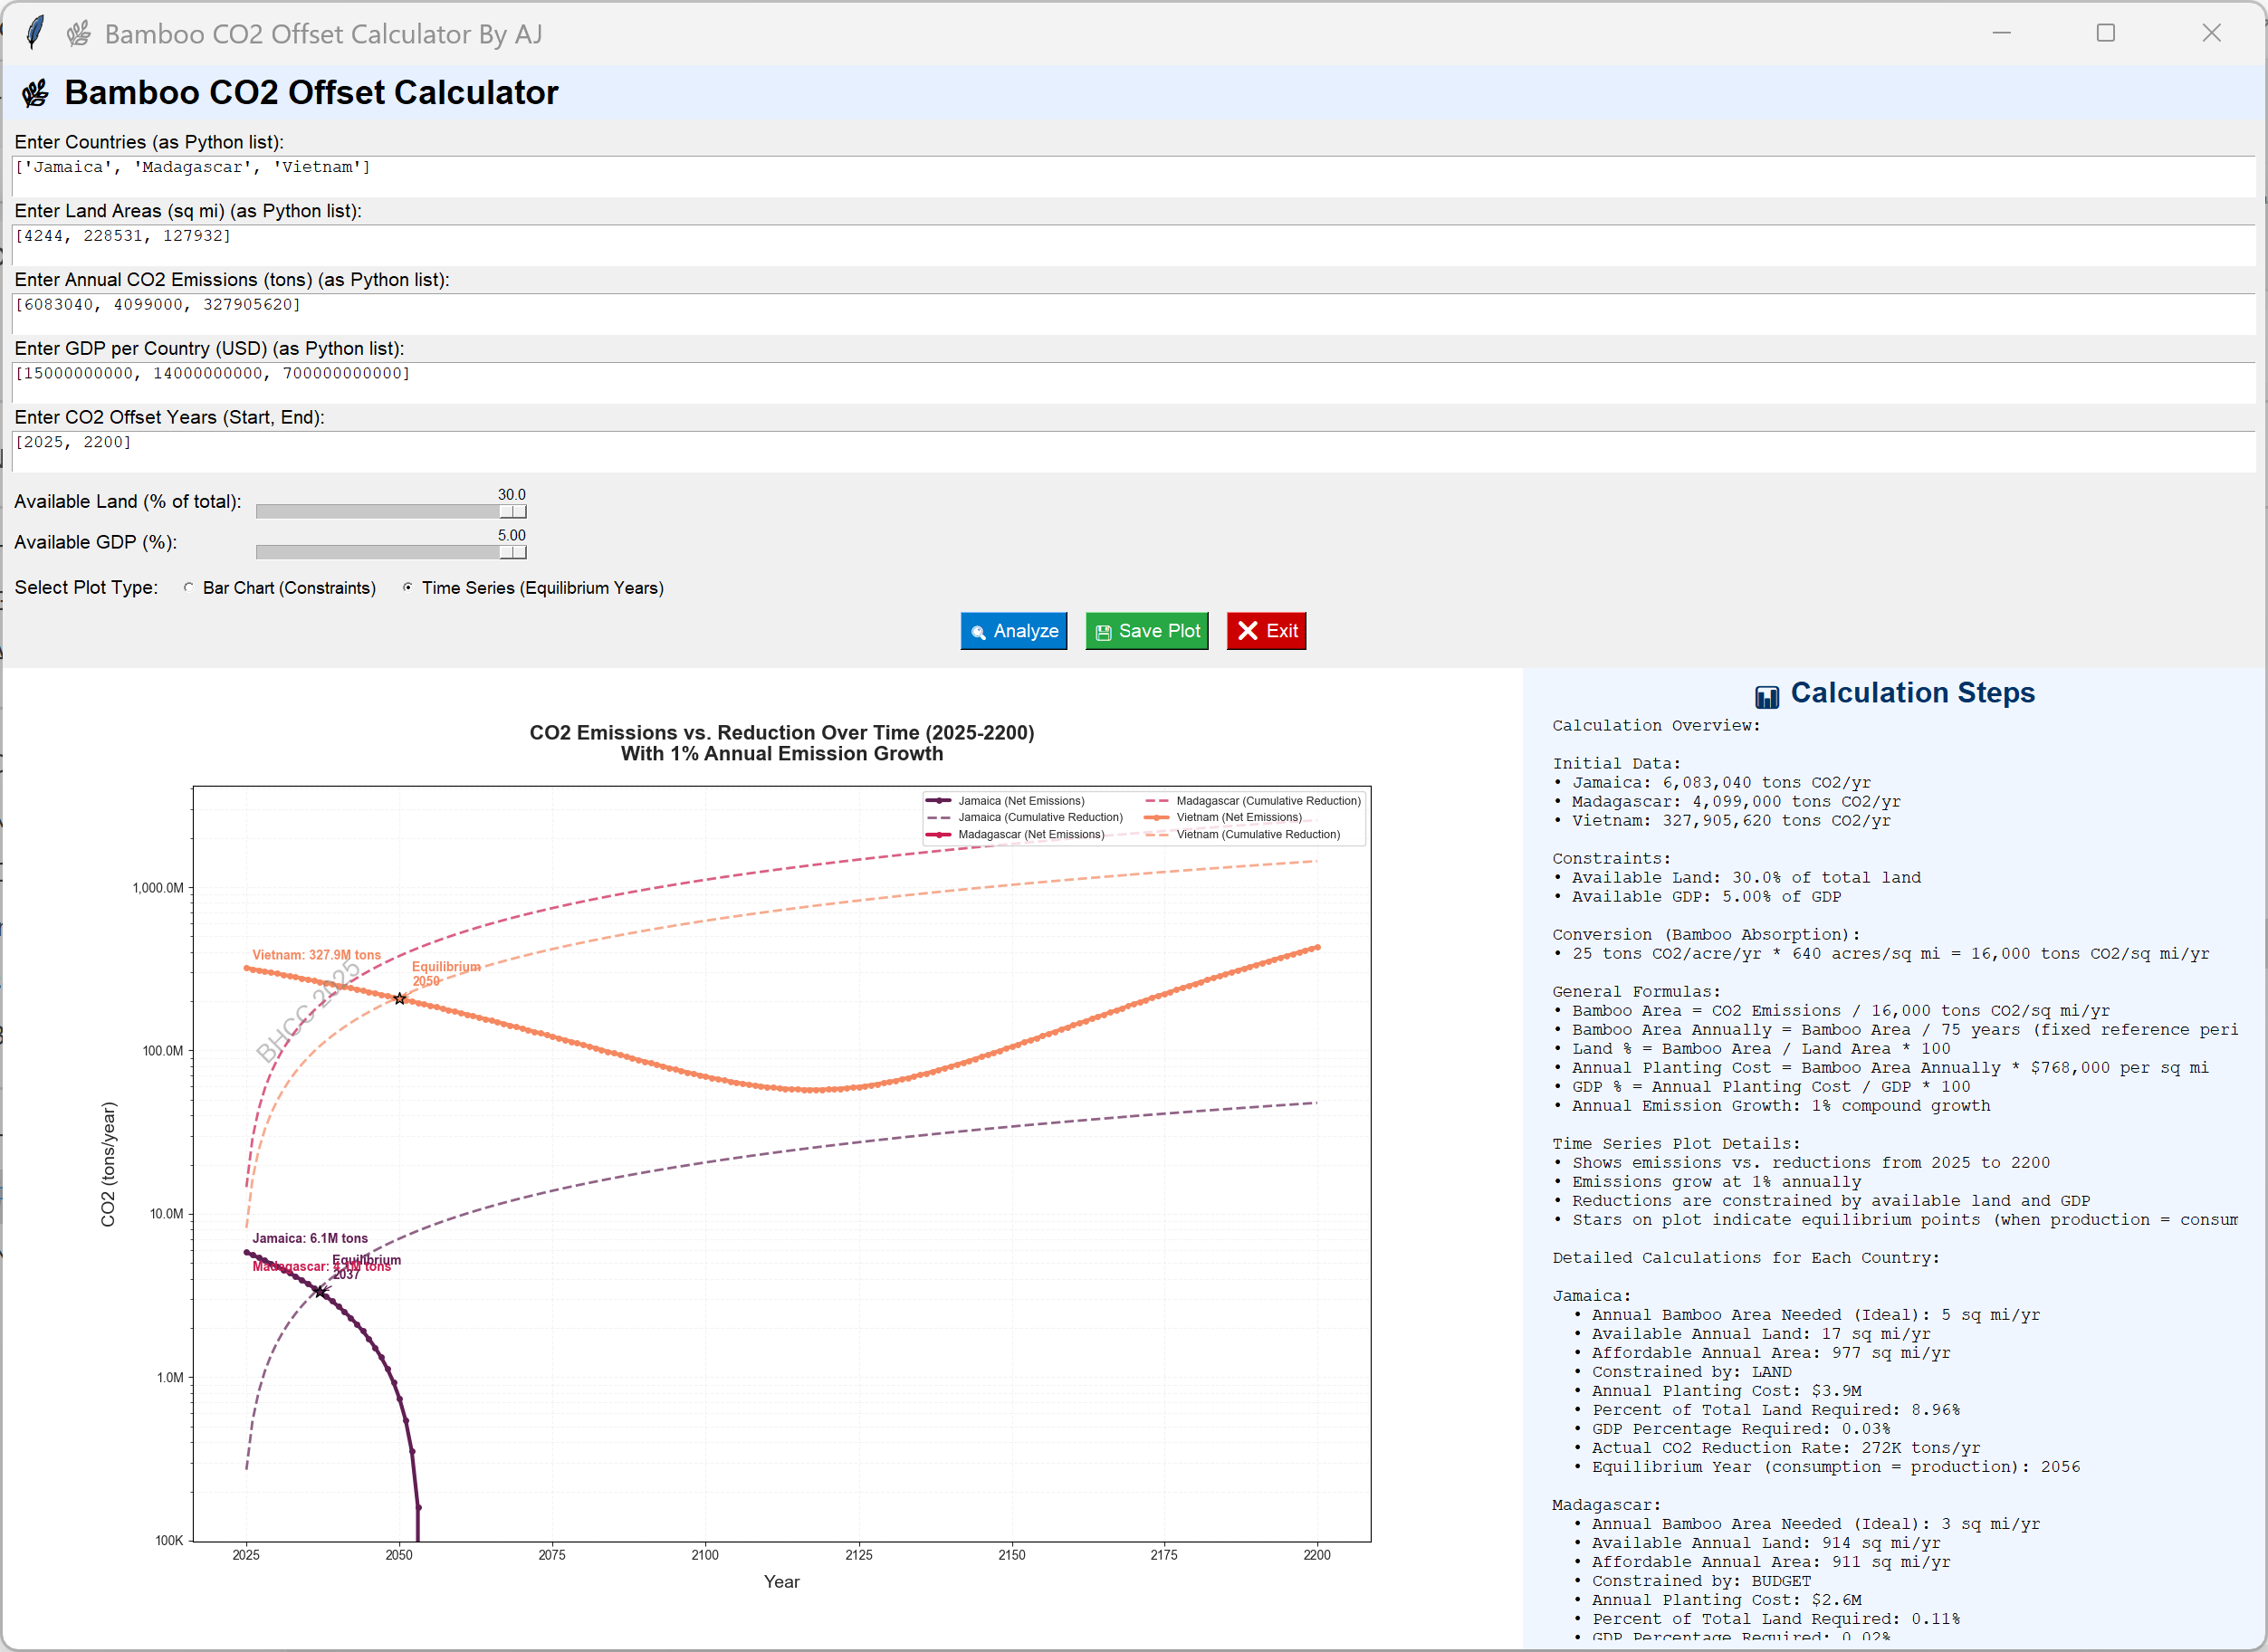 Bamboo CO2 Offset Calculator By AJ
Bamboo CO2 Offset Calculator
Enter Countries (as Python list):
['Jamaica', 'Madagascar', 'Vietnam']
Enter Land Areas (sq mi) (as Python list):
[4244, 228531, 127932]
Enter Annual CO2 Emissions (tons) (as Python list):
[6083040, 4099000, 327905620]
Enter GDP per Country (USD) (as Python list):
[15000000000, 14000000000, 700000000000]
Enter CO2 Offset Years (Start, End):
[2025, 2200]
Available Land (% of total):
30.0
Available GDP (%):
5.00
Select Plot Type: Bar Chart (Constraints) Time Series (Equilibrium Years)
Analyze Save Plot Exit
CO2 Emissions vs. Reduction Over Time (2025-2200)
With 1% Annual Emission Growth
Jamaica (Net Emissions)
Jamaica (Cumulative Reduction)
Madagascar (Net Emissions)
Madagascar (Cumulative Reduction)
Vietnam (Net Emissions)
Vietnam (Cumulative Reduction)
1,000.0M
100.0M
10.0M
1.0M
100K
CO2 (tons/year)
Vietnam: 327.9M tons
Equilibrium
2050
BHCC 2025
Jamaica: 6.1M tons
Madagascar: 4.1M tons
Equilibrium
2037
2025 2050 2075 2100 2125 2150 2175 2200
Year
Calculation Steps
Calculation Overview:
Initial Data:
• Jamaica: 6,083,040 tons CO2/yr
• Madagascar: 4,099,000 tons CO2/yr
• Vietnam: 327,905,620 tons CO2/yr
Constraints:
• Available Land: 30.0% of total land
• Available GDP: 5.00% of GDP
Conversion (Bamboo Absorption):
• 25 tons CO2/acre/yr * 640 acres/sq mi = 16,000 tons CO2/sq mi/yr
General Formulas:
• Bamboo Area = CO2 Emissions / 16,000 tons CO2/sq mi/yr
• Bamboo Area Annually = Bamboo Area / 75 years (fixed reference peri
• Land % = Bamboo Area / Land Area * 100
• Annual Planting Cost = Bamboo Area Annually * $768,000 per sq mi
• GDP % = Annual Planting Cost / GDP * 100
• Annual Emission Growth: 1% compound growth
Time Series Plot Details:
• Shows emissions vs. reductions from 2025 to 2200
• Emissions grow at 1% annually
• Reductions are constrained by available land and GDP
• Stars on plot indicate equilibrium points (when production = consum
Detailed Calculations for Each Country:
Jamaica:
• Annual Bamboo Area Needed (Ideal): 5 sq mi/yr
• Available Annual Land: 17 sq mi/yr
• Affordable Annual Area: 977 sq mi/yr
• Constrained by: LAND
• Annual Planting Cost: $3.9M
• Percent of Total Land Required: 8.96%
• GDP Percentage Required: 0.03%
• Actual CO2 Reduction Rate: 272K tons/yr
• Equilibrium Year (consumption = production): 2056
Madagascar:
• Annual Bamboo Area Needed (Ideal): 3 sq mi/yr
• Available Annual Land: 914 sq mi/yr
• Affordable Annual Area: 911 sq mi/yr
• Constrained by: BUDGET
• Annual Planting Cost: $2.6M
• Percent of Total Land Required: 0.11%
• GDP Percentage Required: 0.02%